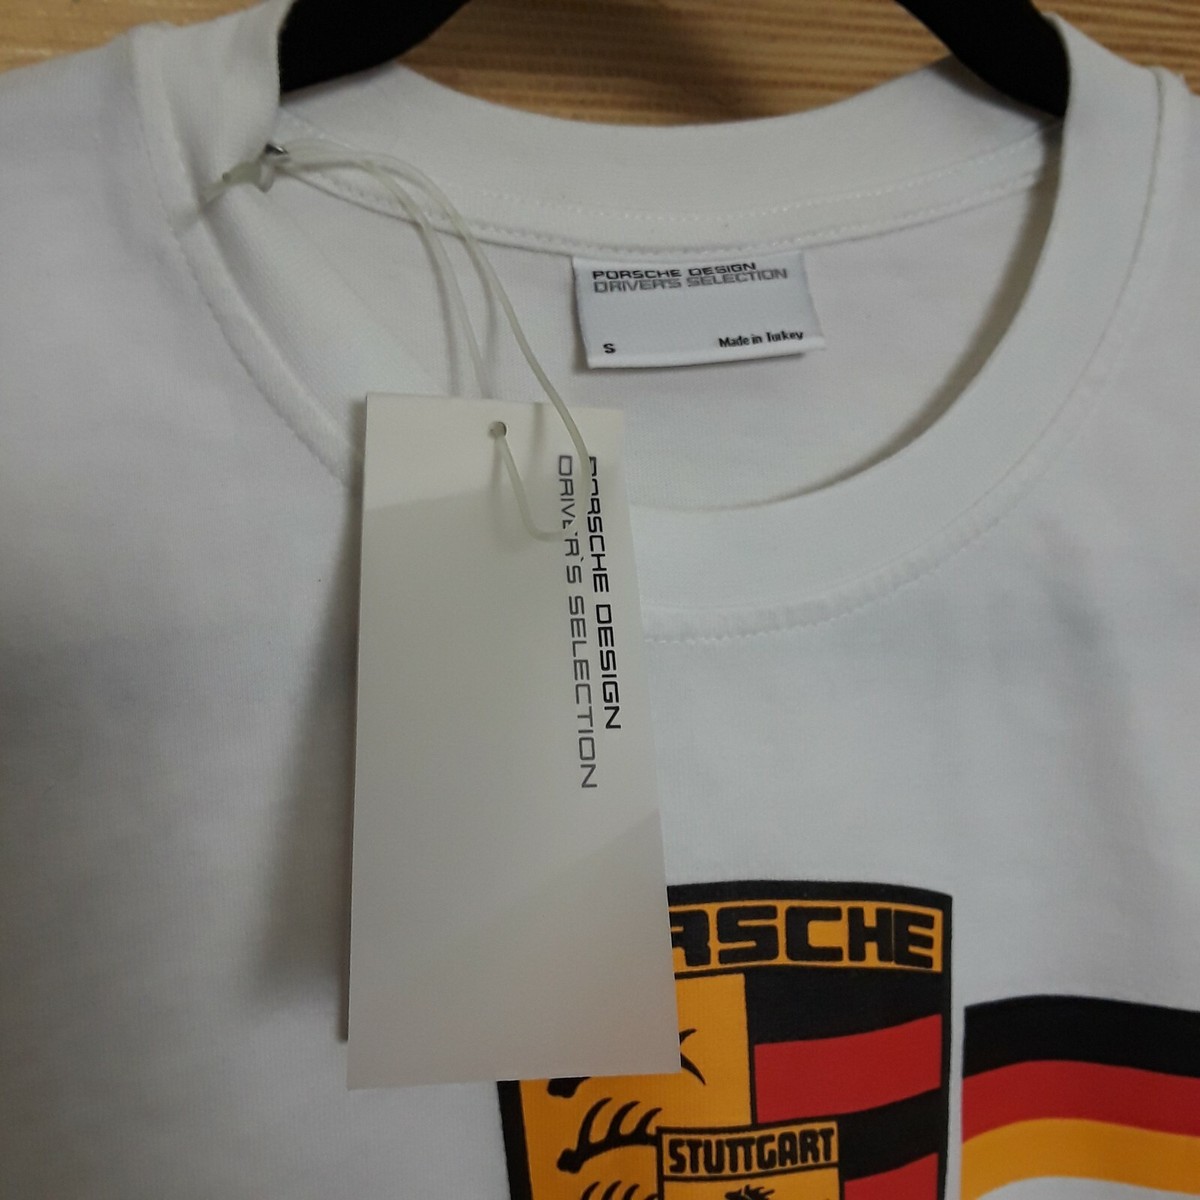 PORSCHE DESIGN
DRIVER'S SELECTION
S
Made in Turkey
PORSCHE DESIGN
DRIVER'S SELECTION
RSCHE
STUTTGART